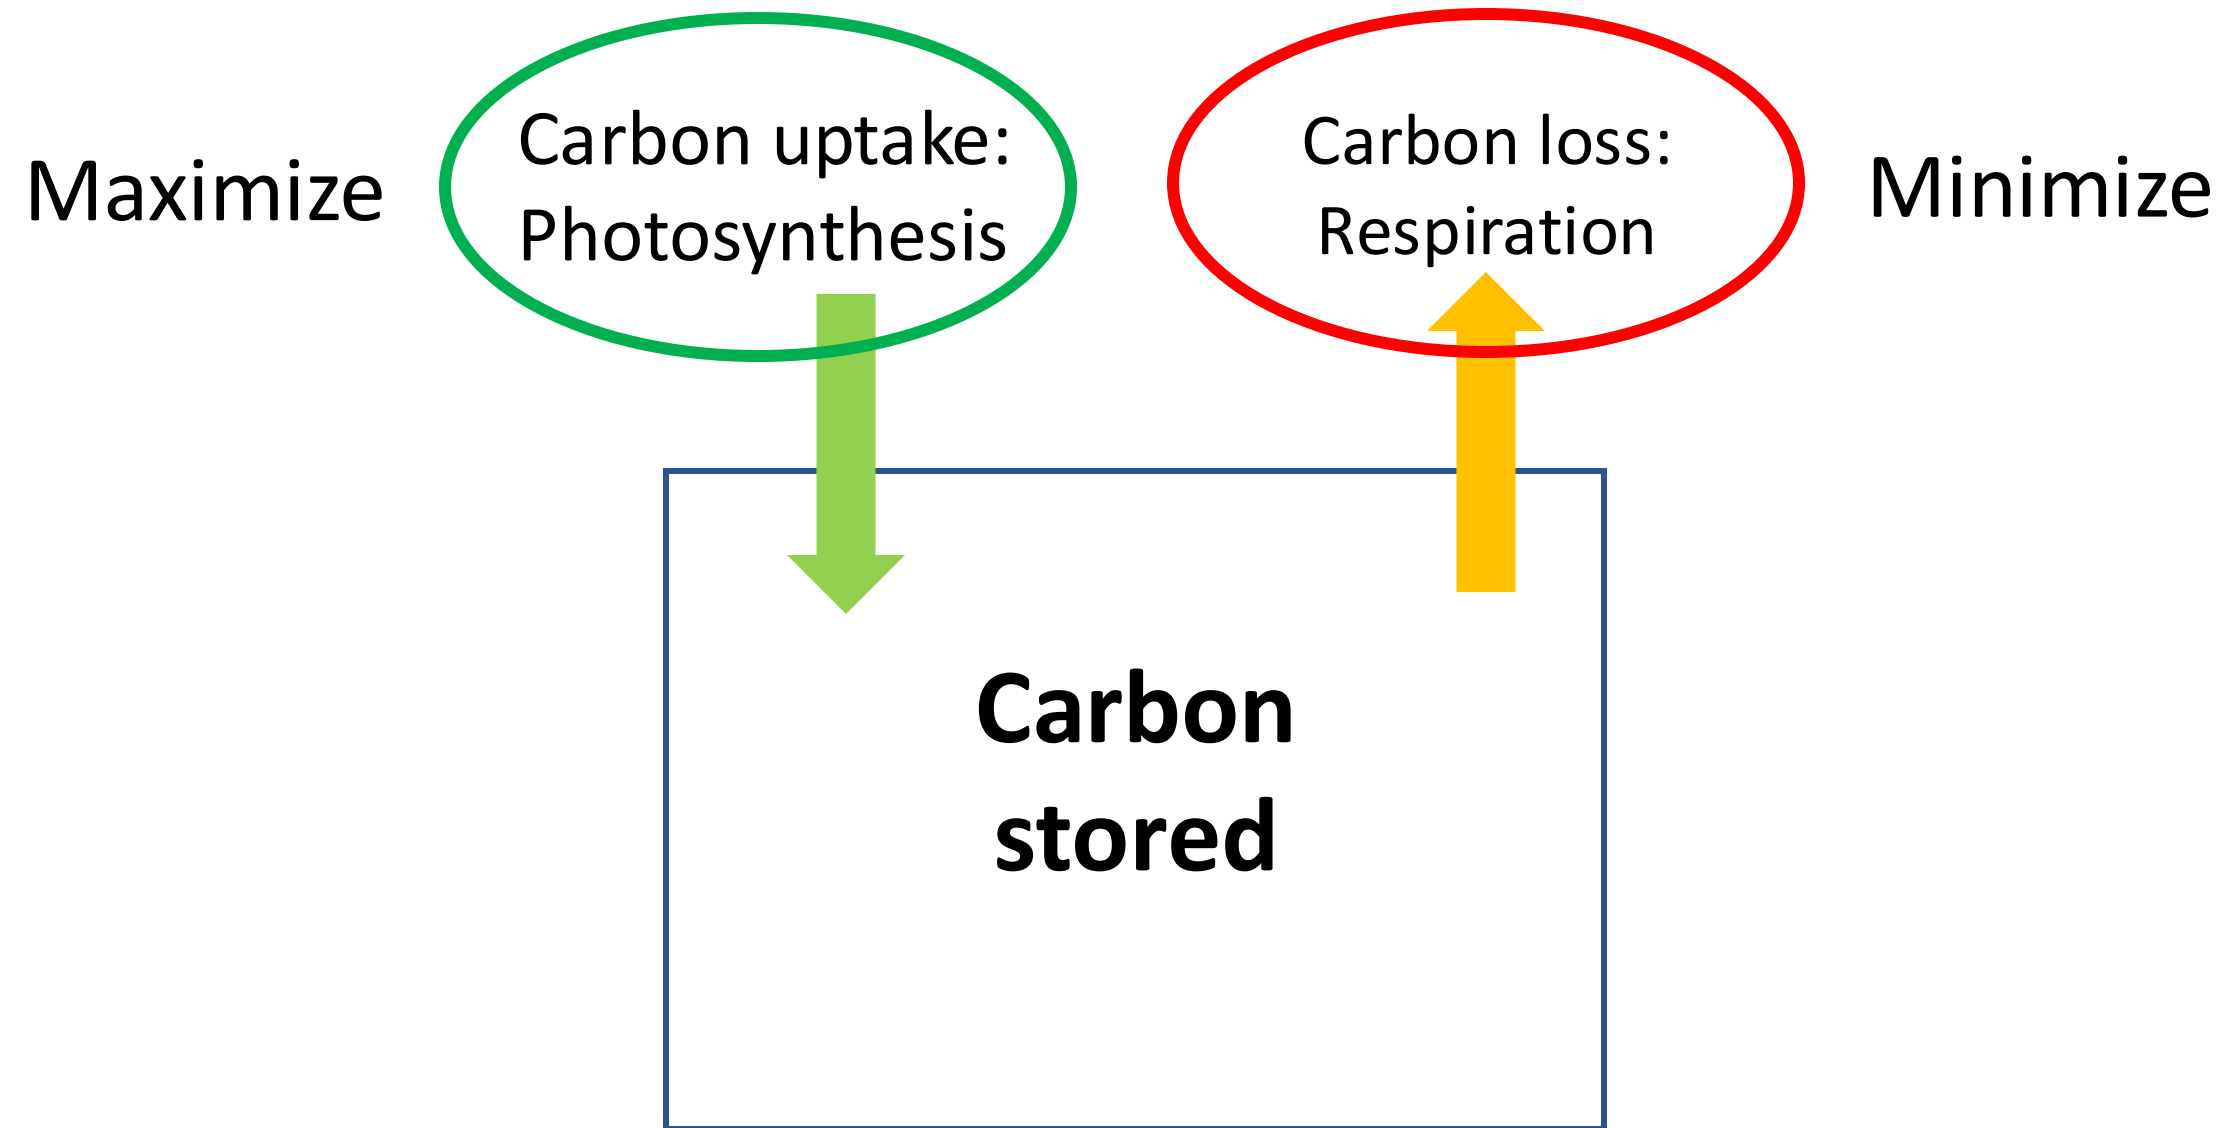 Maximize
Carbon uptake:
Photosynthesis
Carbon loss:
Respiration
Minimize
Carbon
stored